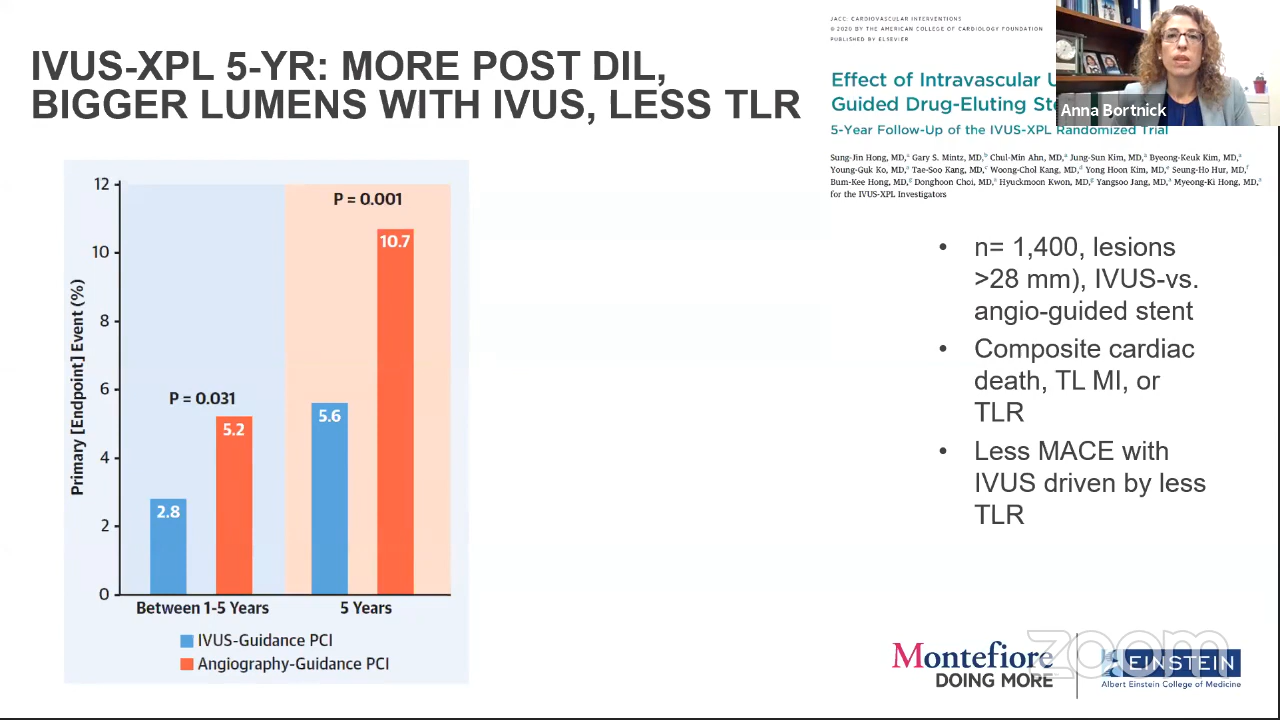 IVUS-XPL 5-YR: MORE POST DIL,
BIGGER LUMENS WITH IVUS, LESS TLR
JACC: CARDIOVASCULAR INTERVENTIONS
© 2020 BY THE AMERICAN COLLEGE OF CARDIOLOGY FOUNDATION
PUBLISHED BY ELSEVIER
Effect of Intravascular U
Guided Drug-Eluting Ste
5-Year Follow-Up of the IVUS-XPL Randomized Trial
Anna Bortnick
Sung-Jin Hong, MD,a Gary S. Mintz, MD,b Chul-Min Ahn, MD,a Jung-Sun Kim, MD,a Byeong-Keuk Kim, MD,a
Young-Guk Ko, MD,a Tae-Soo Kang, MD,c Woong-Chol Kang, MD,d Yong Hoon Kim, MD,e Seung-Ho Hur, MD,f
Bum-Kee Hong, MD,g Donghoon Choi, MD,a Hyuckmoon Kwon, MD,g Yangsoo Jang, MD,a Myeong-Ki Hong, MD,a
for the IVUS-XPL Investigators
Primary [Endpoint] Event (%)
12
10
8
6
4
2
0
P = 0.031
P = 0.001
2.8
5.2
5.6
10.7
Between 1-5 Years
5 Years
IVUS-Guidance PCI
Angiography-Guidance PCI
• n= 1,400, lesions
>28 mm), IVUS-vs.
angio-guided stent
• Composite cardiac
death, TL MI, or
TLR
• Less MACE with
IVUS driven by less
TLR
Montefiore
DOING MORE
EINSTEIN
Albert Einstein College of Medicine
zoom